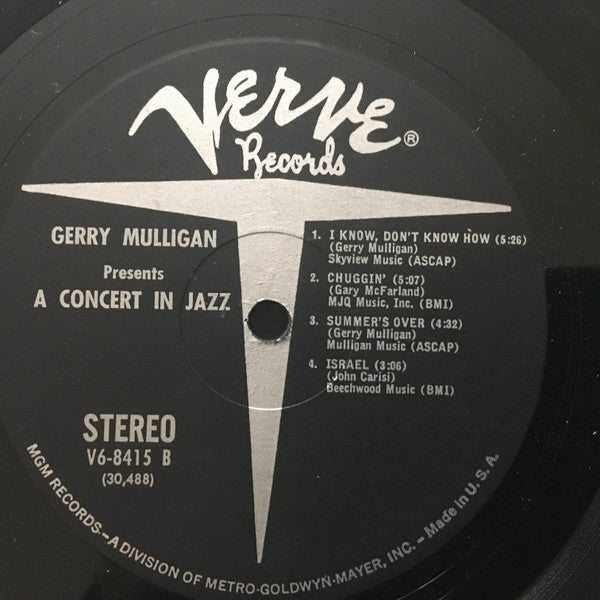 Verve®
Records
GERRY MULLIGAN
Presents
A CONCERT IN JAZZ
1. I KNOW, DON'T KNOW HOW (5:26)
(Gerry Mulligan)
Skyview Music (ASCAP)
2. CHUGGIN' (5:07)
(Gary McFarland)
MJQ Music, Inc. (BMI)
3. SUMMER'S OVER (4:32)
(Gerry Mulligan)
Mulligan Music (ASCAP)
4. ISRAEL (3:06)
(John Carisi)
Beechwood Music (BMI)
STEREO
V6-8415 B
(30,488)
MGM RECORDS—A DIVISION OF METRO-GOLDWYN-MAYER, INC. – Made in U. S. A.